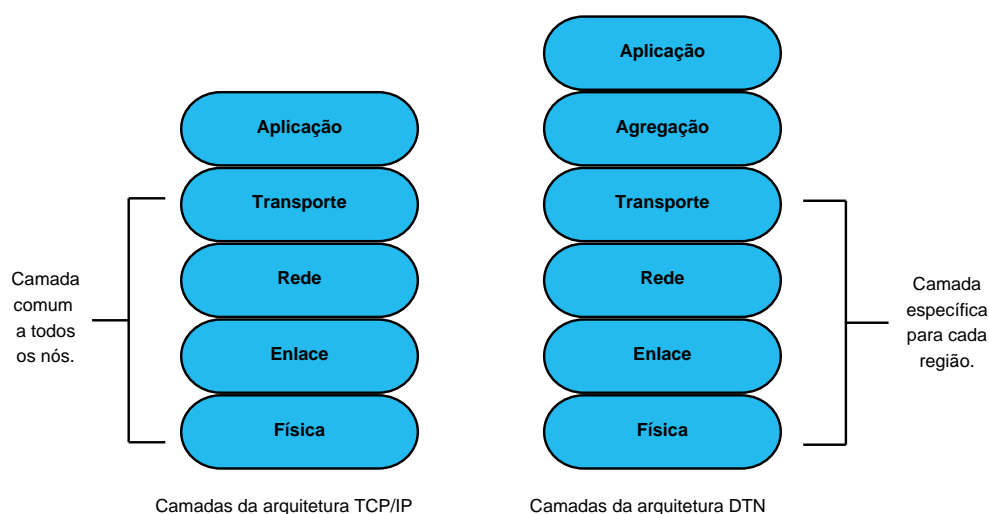 Aplicação
Transporte
Rede
Enlace
Física
Camada
comum
a todos
os nós.
Camadas da arquitetura TCP/IP
Aplicação
Agregação
Transporte
Rede
Enlace
Física
Camada
específica
para cada
região.
Camadas da arquitetura DTN